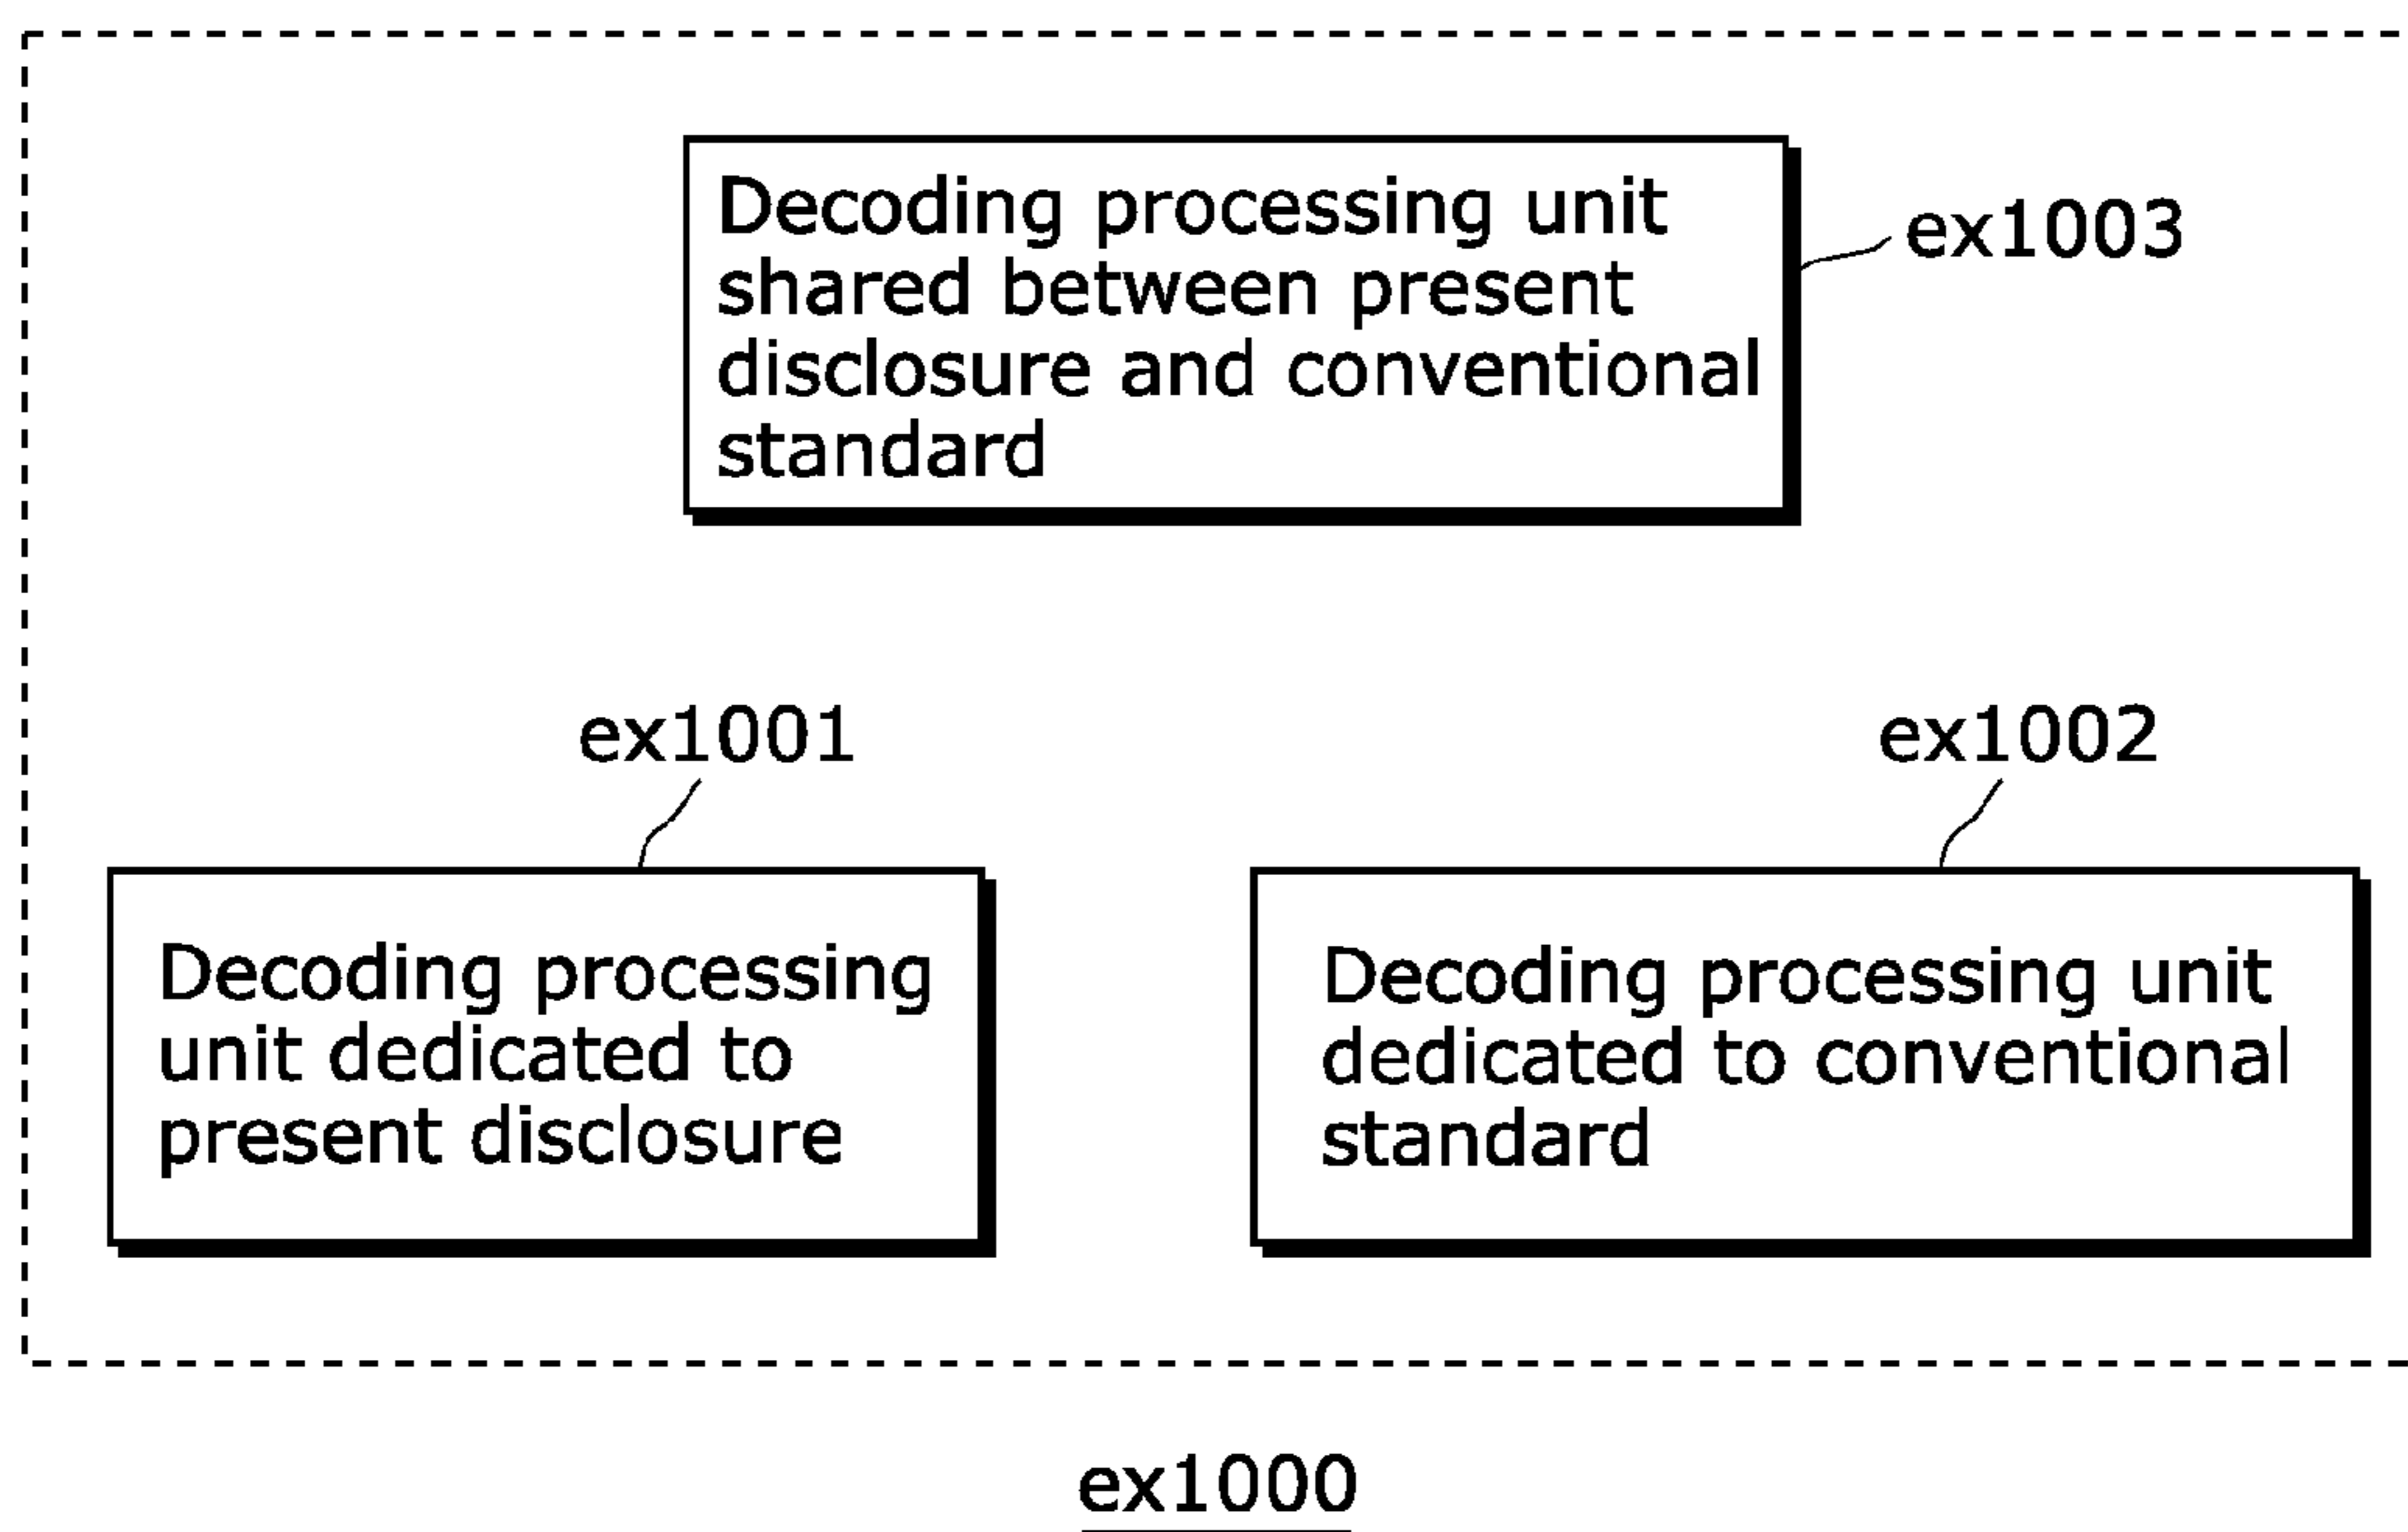 Decoding processing unit
shared between present
disclosure and conventional
standard
ex1003
ex1001
ex1002
Decoding processing
unit dedicated to
present disclosure
Decoding processing unit
dedicated to conventional
standard
ex1000